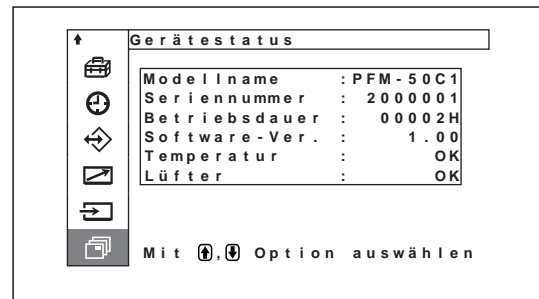 Gerätestatus
Modellname :PFM-50C1
Seriennummer : 2000001
Betriebsdauer : 00002H
Software-Ver. : 1.00
Temperatur : OK
Lüfter : OK
Mit ↑,↓ Option auswählen